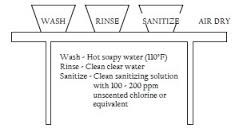 WASH RINSE SANITIZE AIR DRY
Wash - Hot soapy water (110°F)
Rinse - Clean clear water
Sanitize - Clean sanitizing solution
with 100 - 200 ppm
unscented chlorine or
equivalent